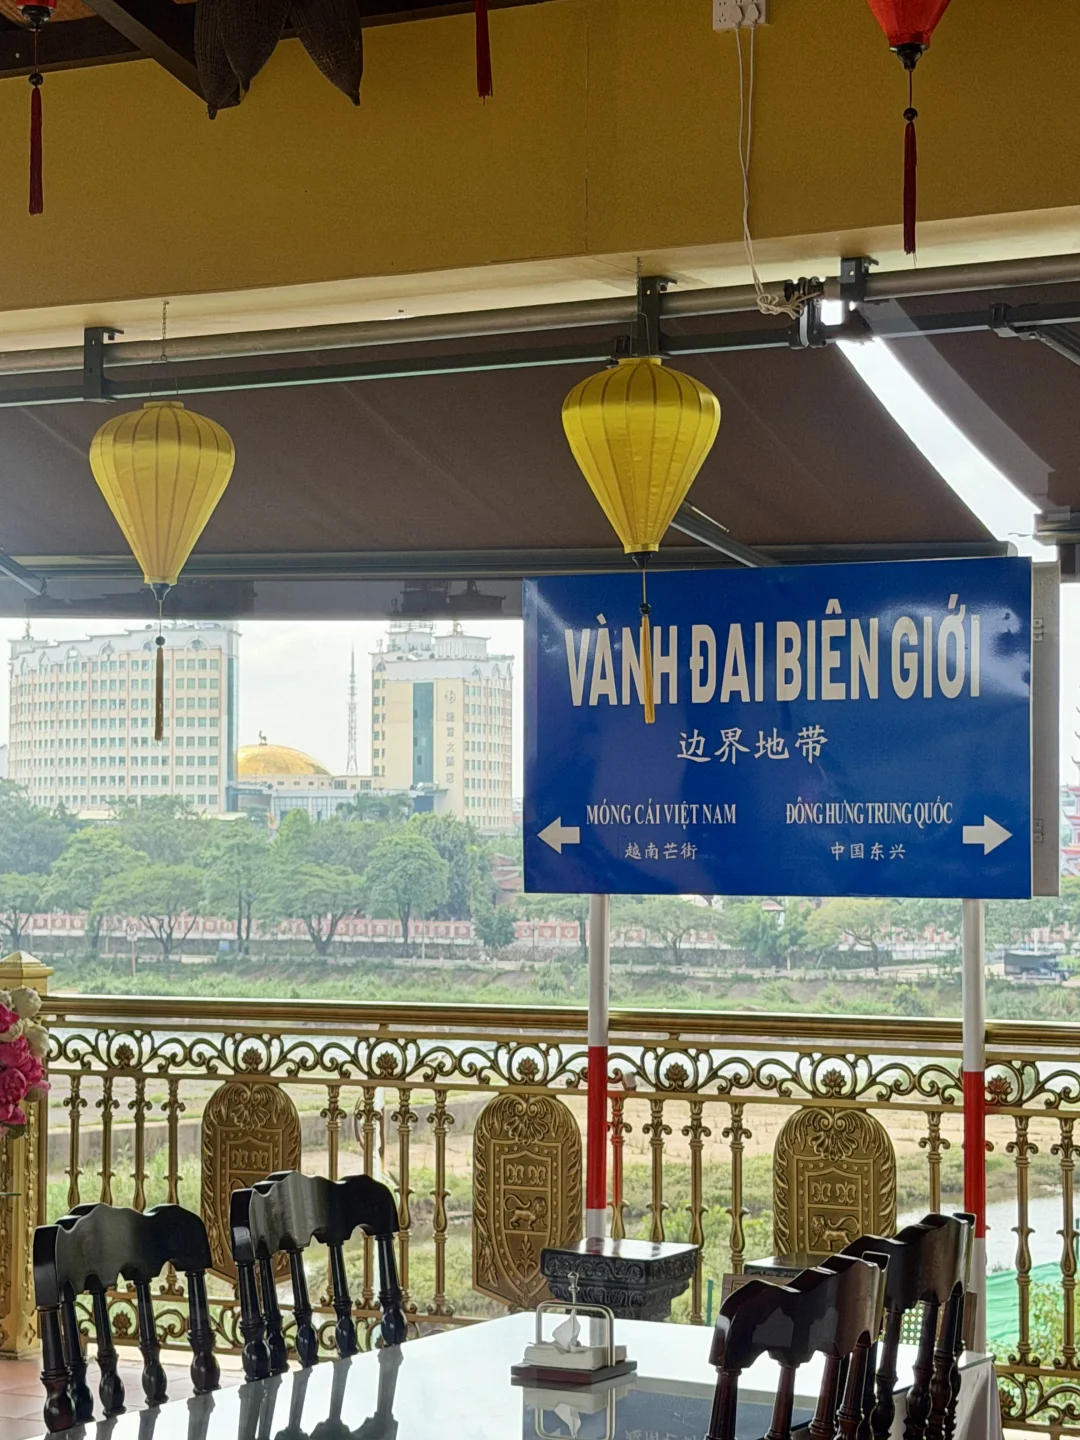 VÀNH ĐAI BIÊN GIỚI
边界地带
MÓNG CÁI VIỆT NAM
越南芒街
ĐÔNG HƯNG TRUNG QUỐC
中国东兴